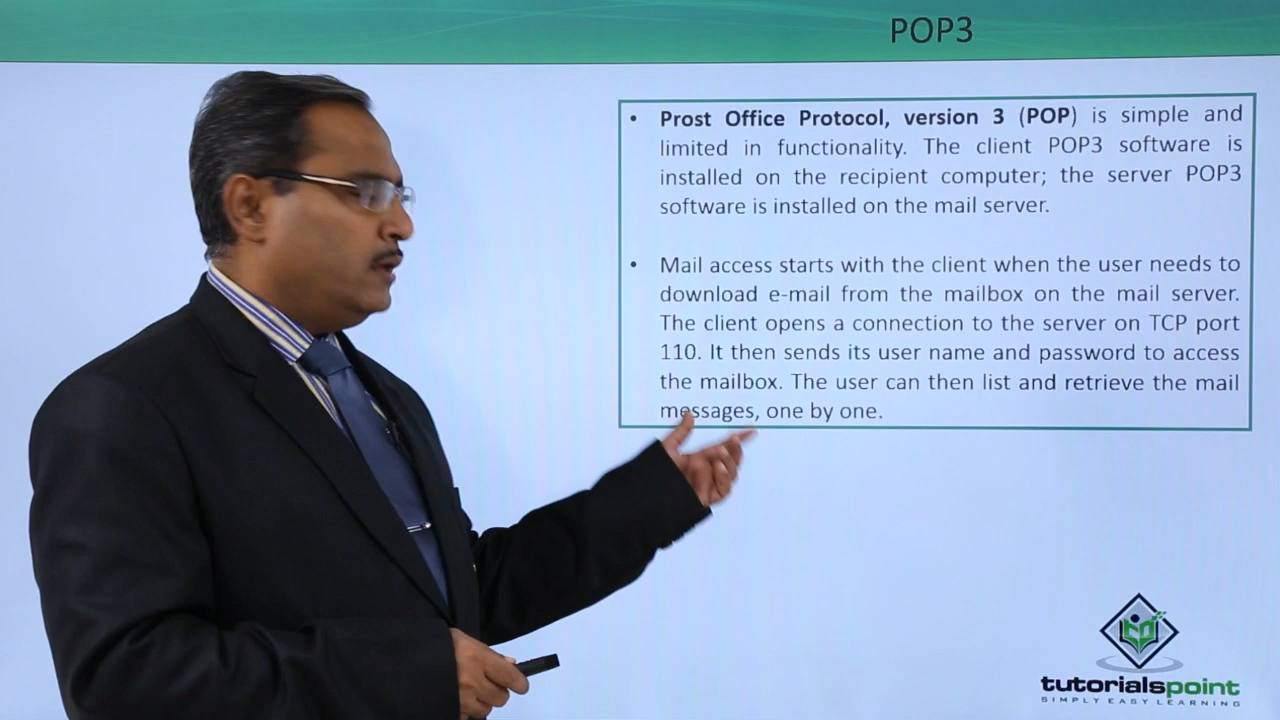 POP3
• Prost Office Protocol, version 3 (POP) is simple and
limited in functionality. The client POP3 software is
installed on the recipient computer; the server POP3
software is installed on the mail server.
• Mail access starts with the client when the user needs to
download e-mail from the mailbox on the mail server.
The client opens a connection to the server on TCP port
110. It then sends its user name and password to access
the mailbox. The user can then list and retrieve the mail
messages, one by one.
tutorialspoint
SIMPLY EASY LEARNING